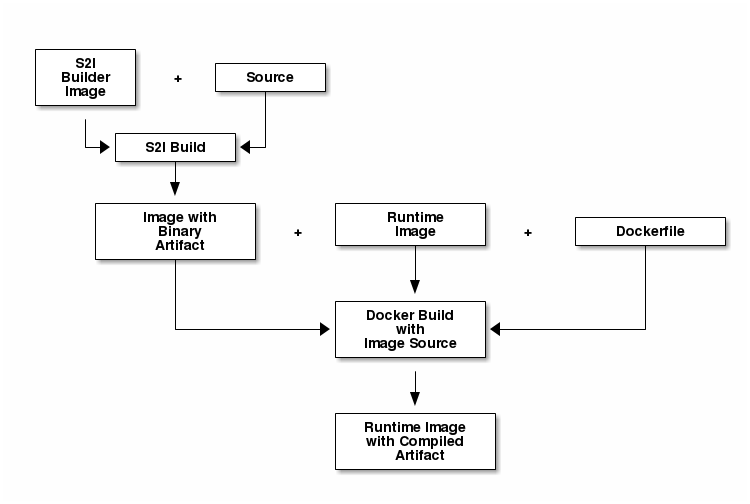 S2I
Builder
Image
+
Source
S2I Build
Image with
Binary
Artifact
+
Runtime
Image
+
Dockerfile
Docker Build
with
Image Source
Runtime Image
with Compiled
Artifact